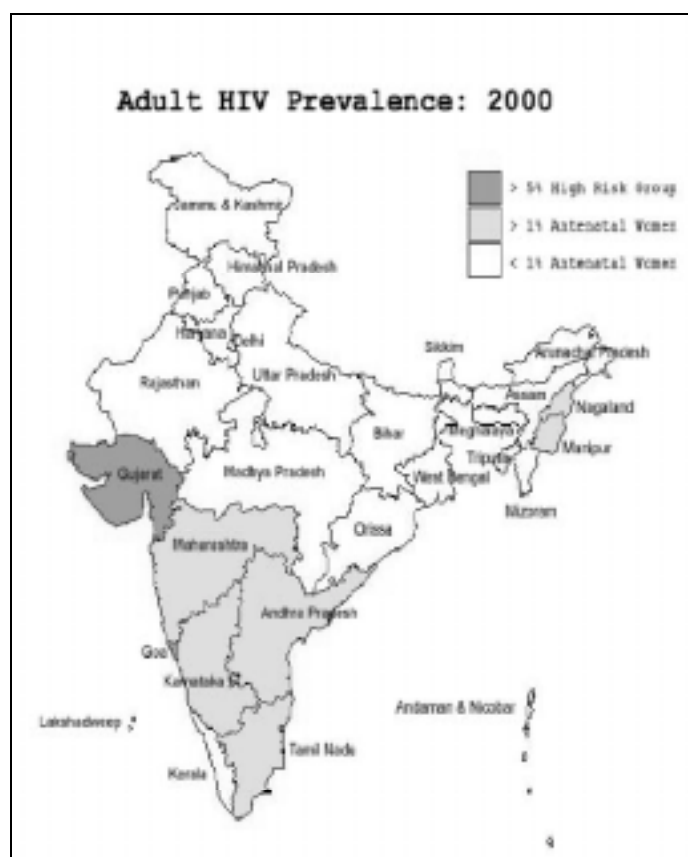 Adult HIV Prevalence: 2000
> 5% High Risk Group
> 1% Antenatal Women
< 1% Antenatal Women
Jammu & Kashmir
Himachal Pradesh
Punjab
Haryana
Delhi
Sikkim
Arunachal Pradesh
Rajasthan
Uttar Pradesh
Assam
Nagaland
Bihar
Meghalaya
Manipur
Gujarat
Madhya Pradesh
Tripura
West Bengal
Mizoram
Orissa
Maharashtra
Andhra Pradesh
Goa
Karnataka
Andaman & Nicobar
Lakshadweep
Tamil Nadu
Kerala